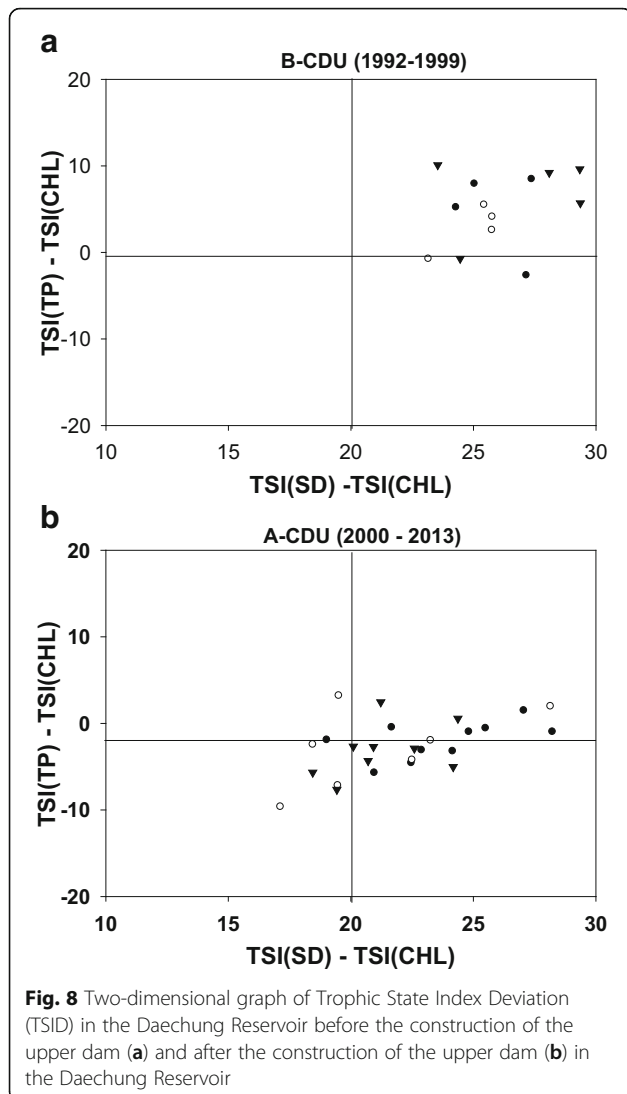 a
B-CDU (1992-1999)
20
10
0
-10
-20
TSI(TP) - TSI(CHL)
10 15 20 25 30
TSI(SD) -TSI(CHL)
b
A-CDU (2000 - 2013)
20
10
0
-10
-20
TSI(TP) - TSI(CHL)
10 15 20 25 30
TSI(SD) - TSI(CHL)
Fig. 8 Two-dimensional graph of Trophic State Index Deviation
(TSID) in the Daechung Reservoir before the construction of the
upper dam (a) and after the construction of the upper dam (b) in
the Daechung Reservoir